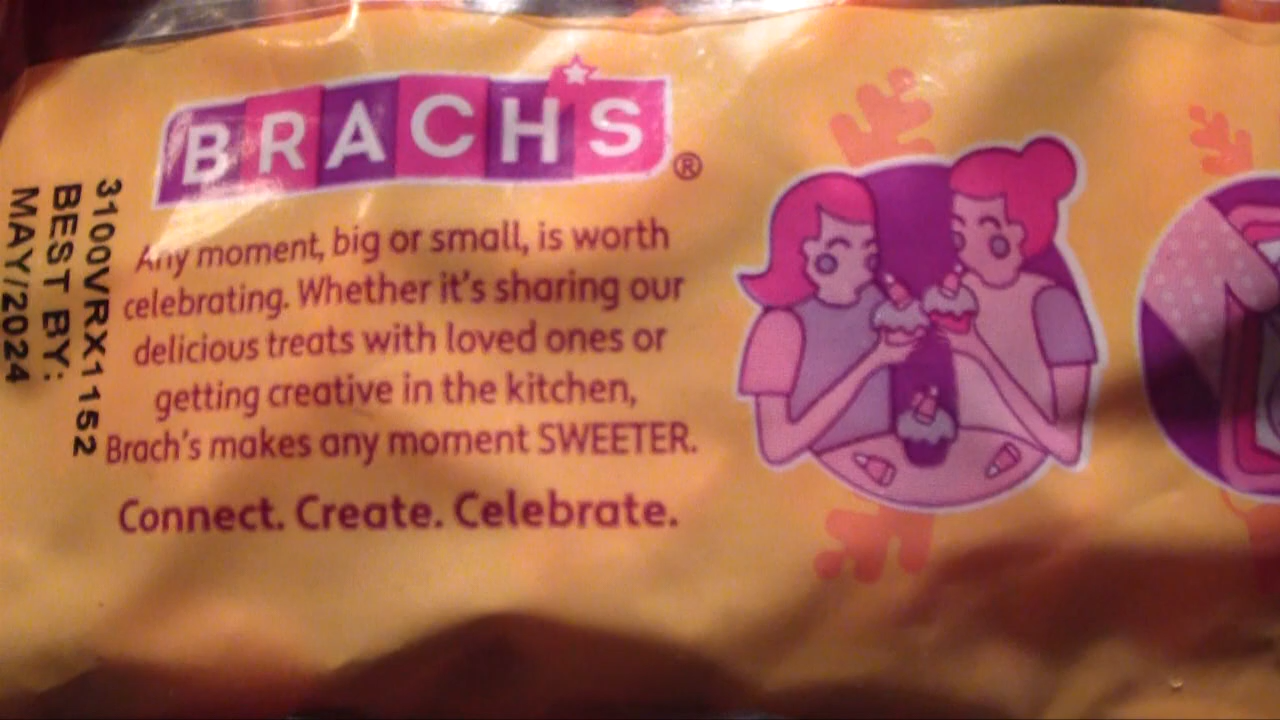 BRACH'S®
Any moment, big or small, is worth
celebrating. Whether it's sharing our
delicious treats with loved ones or
getting creative in the kitchen,
Brach's makes any moment SWEETER.
Connect. Create. Celebrate.
3100VRX1152
BEST BY:
MAY/2024